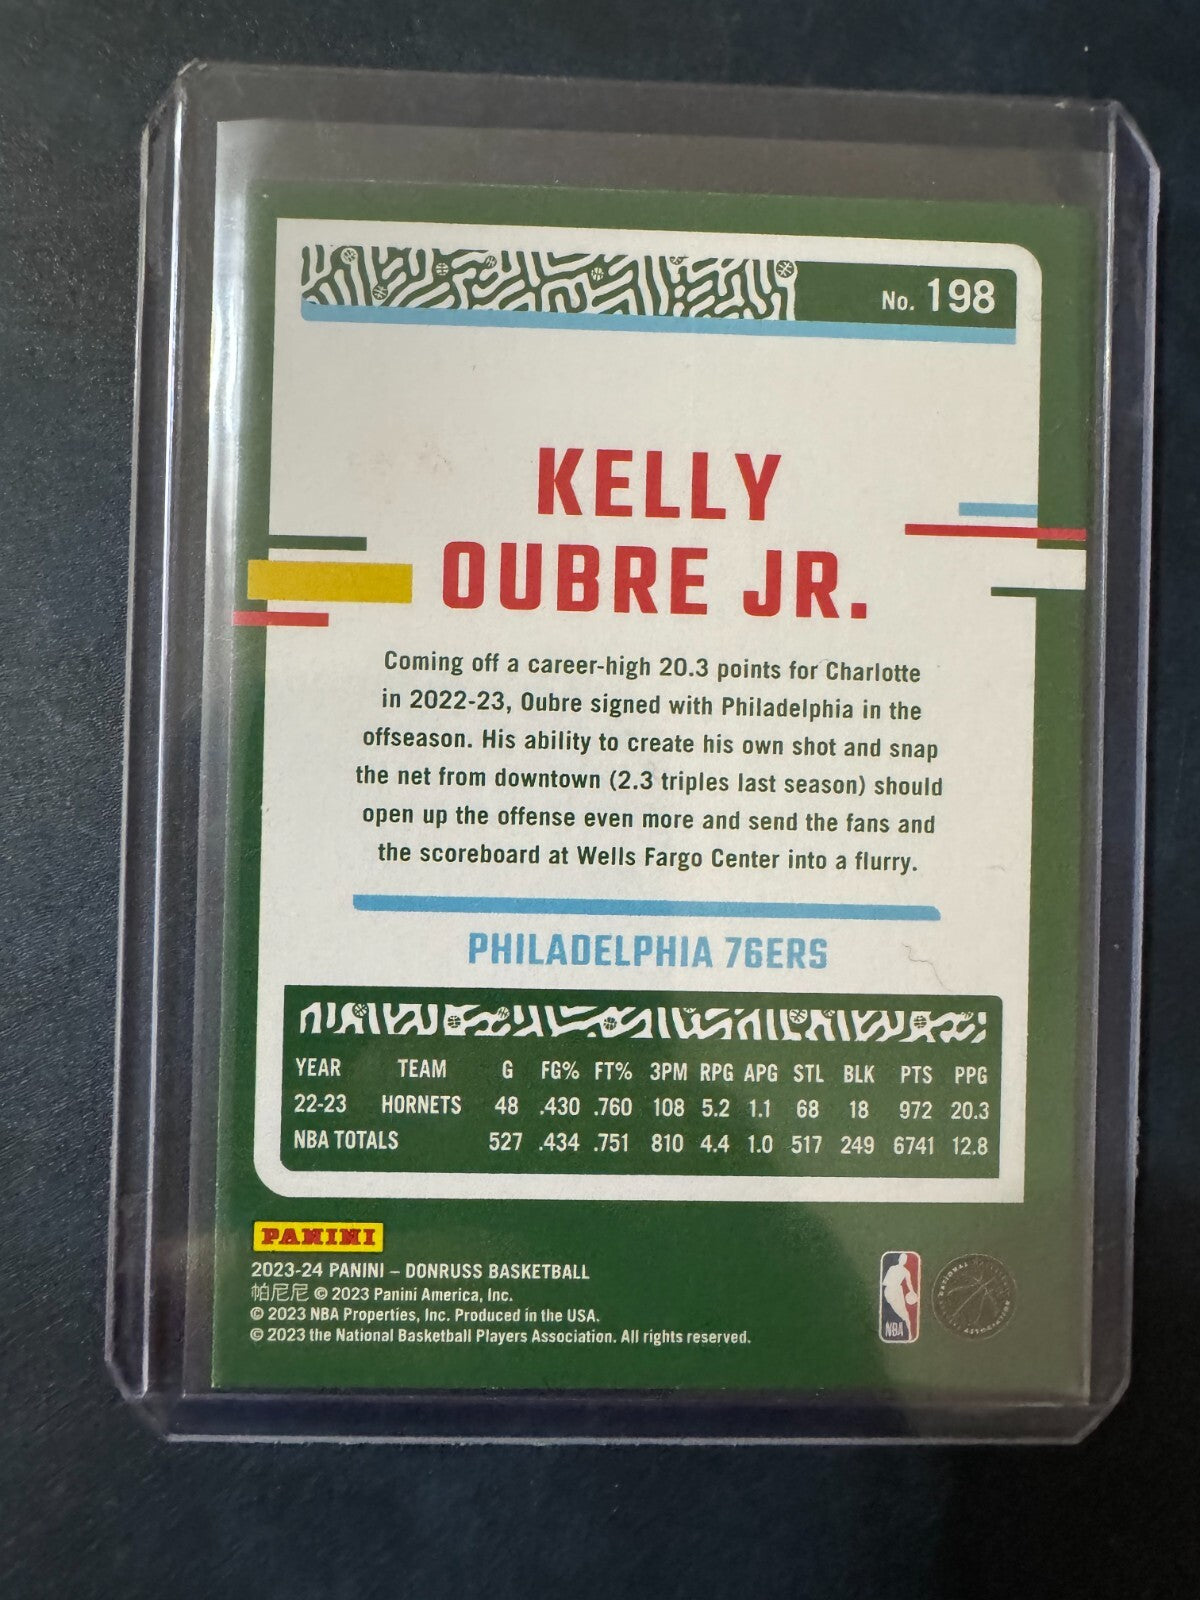 No. 198
KELLY
OUBRE JR.
Coming off a career-high 20.3 points for Charlotte
in 2022-23, Oubre signed with Philadelphia in the
offseason. His ability to create his own shot and snap
the net from downtown (2.3 triples last season) should
open up the offense even more and send the fans and
the scoreboard at Wells Fargo Center into a flurry.
PHILADELPHIA 76ERS
YEAR TEAM G FG% FT% 3PM RPG APG STL BLK PTS PPG
22-23 HORNETS 48 .430 .760 108 5.2 1.1 68 18 972 20.3
NBA TOTALS 527 .434 .751 810 4.4 1.0 517 249 6741 12.8
PANINI
2023-24 PANINI – DONRUSS BASKETBALL
帕尼尼 © 2023 Panini America, Inc.
© 2023 NBA Properties, Inc. Produced in the USA.
© 2023 the National Basketball Players Association. All rights reserved.
NBA